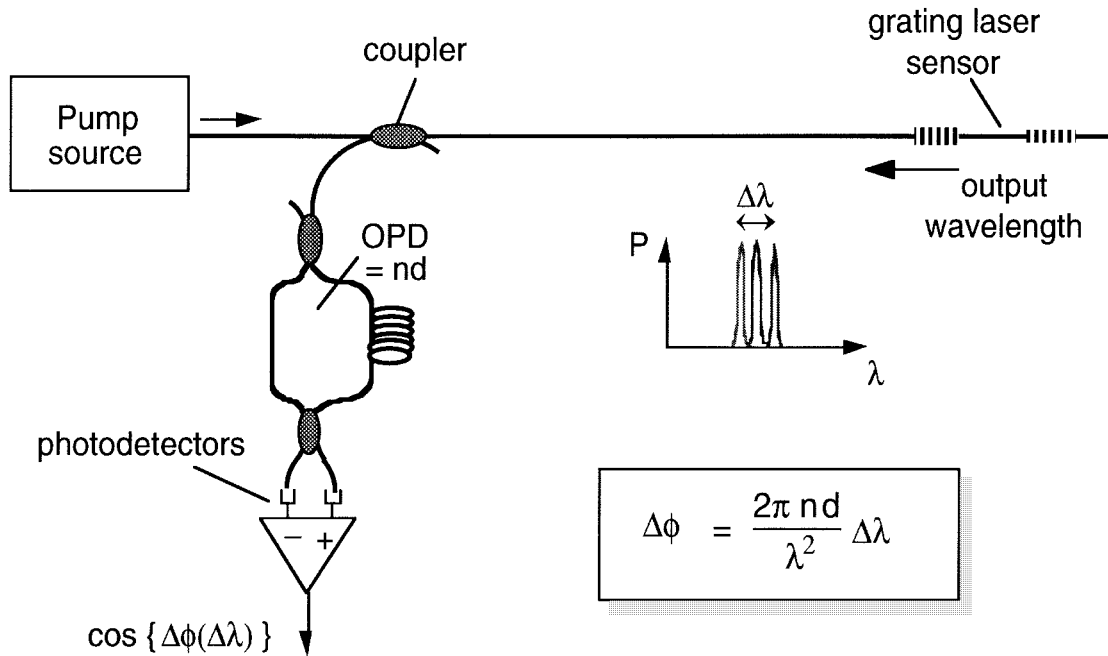 coupler
grating laser
sensor
Pump
source
output
wavelength
OPD
= nd
Δλ
P
λ
photodetectors
− +
Δϕ = 2π nd / λ² Δλ
cos {Δϕ(Δλ) }